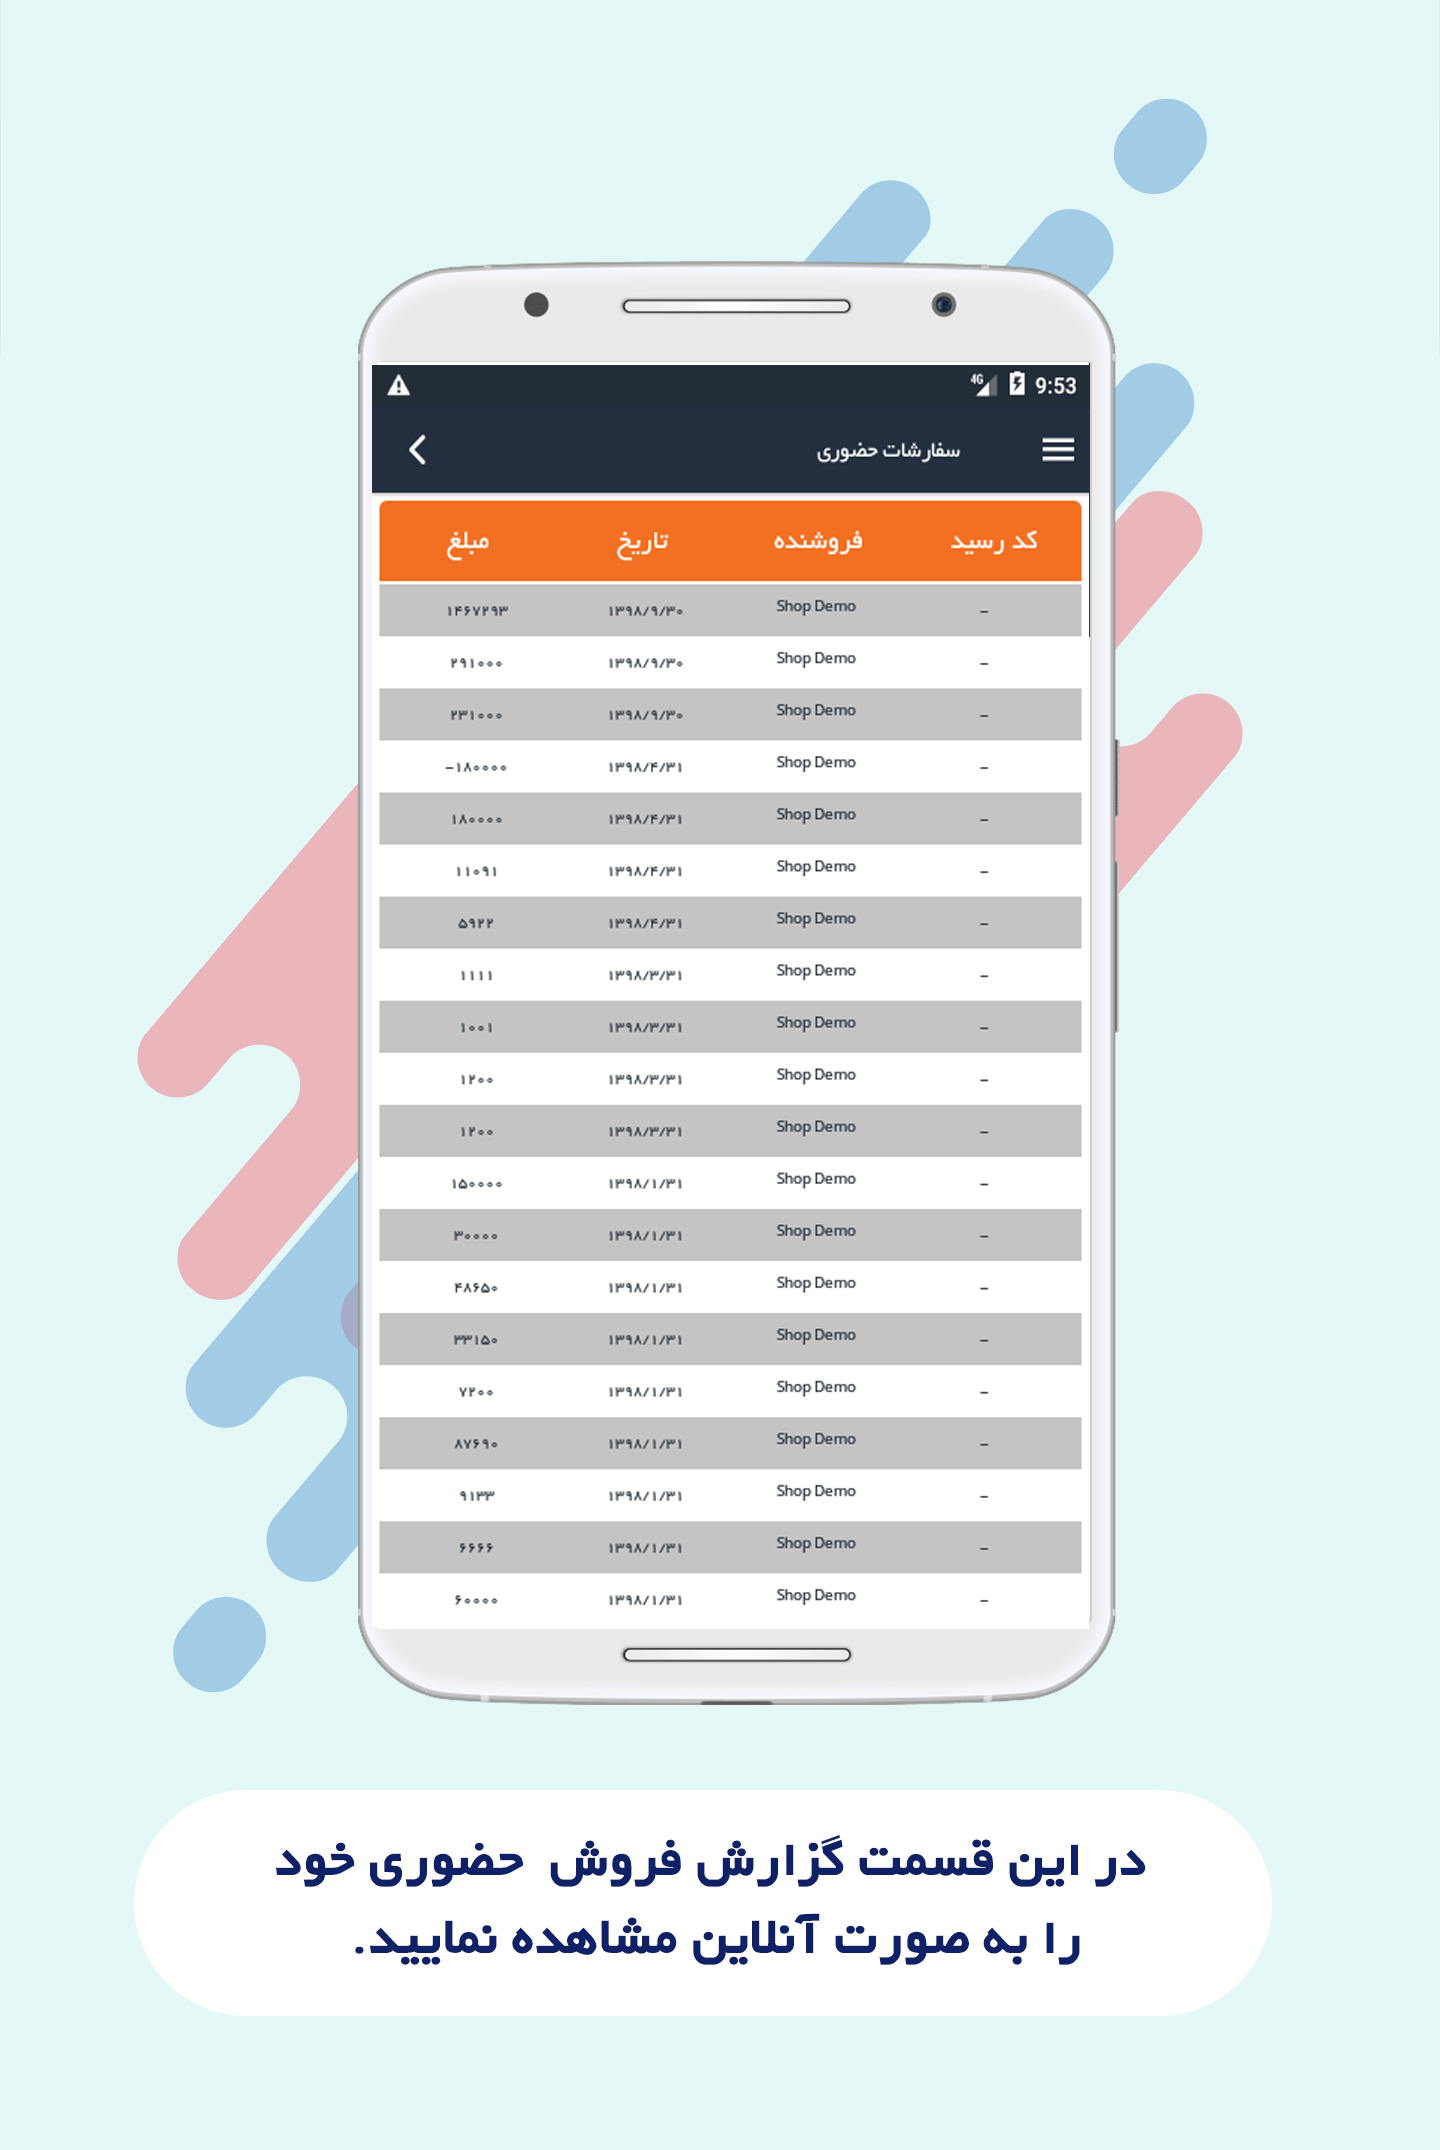 4G 9:53
سفارشات حضوری
کد رسید فروشنده تاریخ مبلغ
- Shop Demo ۱۳۹۸/۹/۳۰ ۱۴۶۷۲۹۳
- Shop Demo ۱۳۹۸/۹/۳۰ ۲۹۱۰۰۰
- Shop Demo ۱۳۹۸/۹/۳۰ ۲۳۱۰۰۰
- Shop Demo ۱۳۹۸/۴/۳۱ -۱۸۰۰۰۰
- Shop Demo ۱۳۹۸/۴/۳۱ ۱۸۰۰۰۰
- Shop Demo ۱۳۹۸/۴/۳۱ ۱۱۰۹۱
- Shop Demo ۱۳۹۸/۴/۳۱ ۵۹۲۲
- Shop Demo ۱۳۹۸/۳/۳۱ ۱۱۱۱
- Shop Demo ۱۳۹۸/۳/۳۱ ۱۰۰۱
- Shop Demo ۱۳۹۸/۳/۳۱ ۱۲۰۰
- Shop Demo ۱۳۹۸/۳/۳۱ ۱۲۰۰
- Shop Demo ۱۳۹۸/۱/۳۱ ۱۵۰۰۰۰
- Shop Demo ۱۳۹۸/۱/۳۱ ۳۰۰۰۰
- Shop Demo ۱۳۹۸/۱/۳۱ ۴۸۶۵۰
- Shop Demo ۱۳۹۸/۱/۳۱ ۳۳۱۵۰
- Shop Demo ۱۳۹۸/۱/۳۱ ۷۲۰۰
- Shop Demo ۱۳۹۸/۱/۳۱ ۸۷۶۹۰
- Shop Demo ۱۳۹۸/۱/۳۱ ۹۱۳۳
- Shop Demo ۱۳۹۸/۱/۳۱ ۶۶۶۶
- Shop Demo ۱۳۹۸/۱/۳۱ ۶۰۰۰۰
در این قسمت گزارش فروش حضوری خود
را به صورت آنلاین مشاهده نمایید.